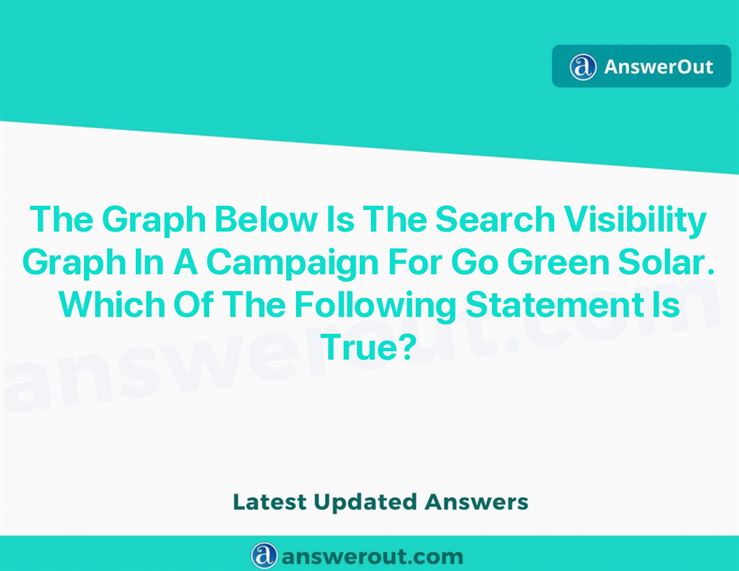 a AnswerOut
The Graph Below Is The Search Visibility
Graph In A Campaign For Go Green Solar.
Which Of The Following Statement Is
True?
answerout.com
Latest Updated Answers
a answerout.com